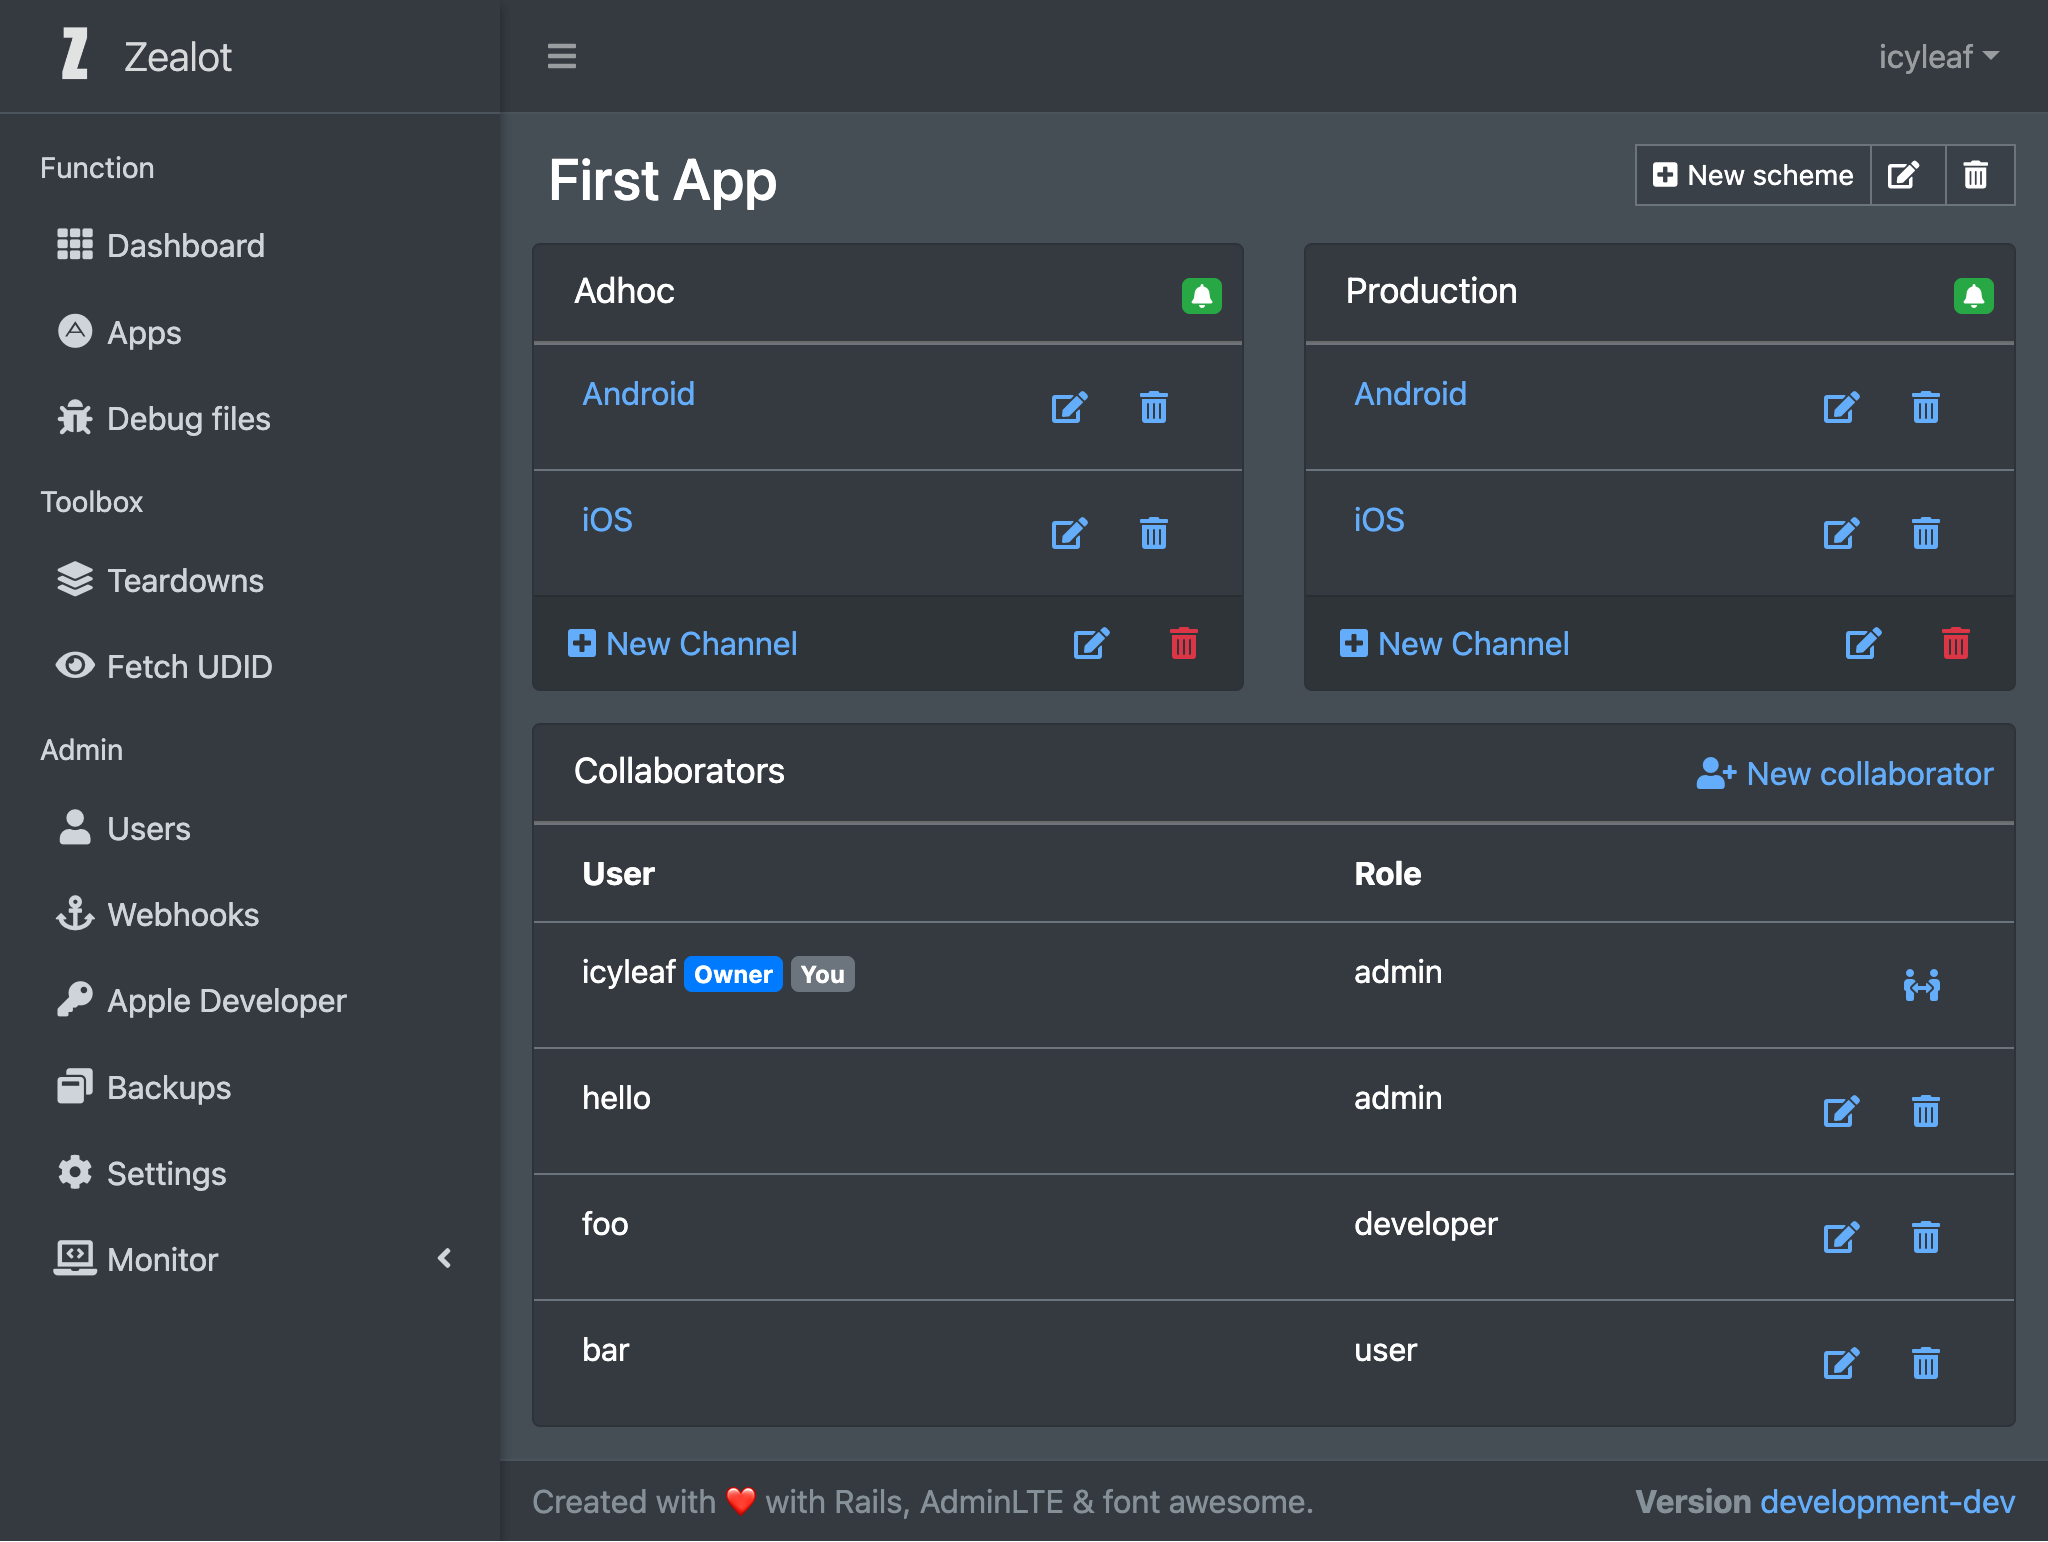 Z Zealot
icyleaf
Function
Dashboard
Apps
Debug files
Toolbox
Teardowns
Fetch UDID
Admin
Users
Webhooks
Apple Developer
Backups
Settings
Monitor
First App
New scheme
Adhoc
Android
iOS
New Channel
Production
Android
iOS
New Channel
Collaborators
New collaborator
User Role
icyleaf Owner You admin
hello admin
foo developer
bar user
Created with ❤️ with Rails, AdminLTE & font awesome.
Version development-dev